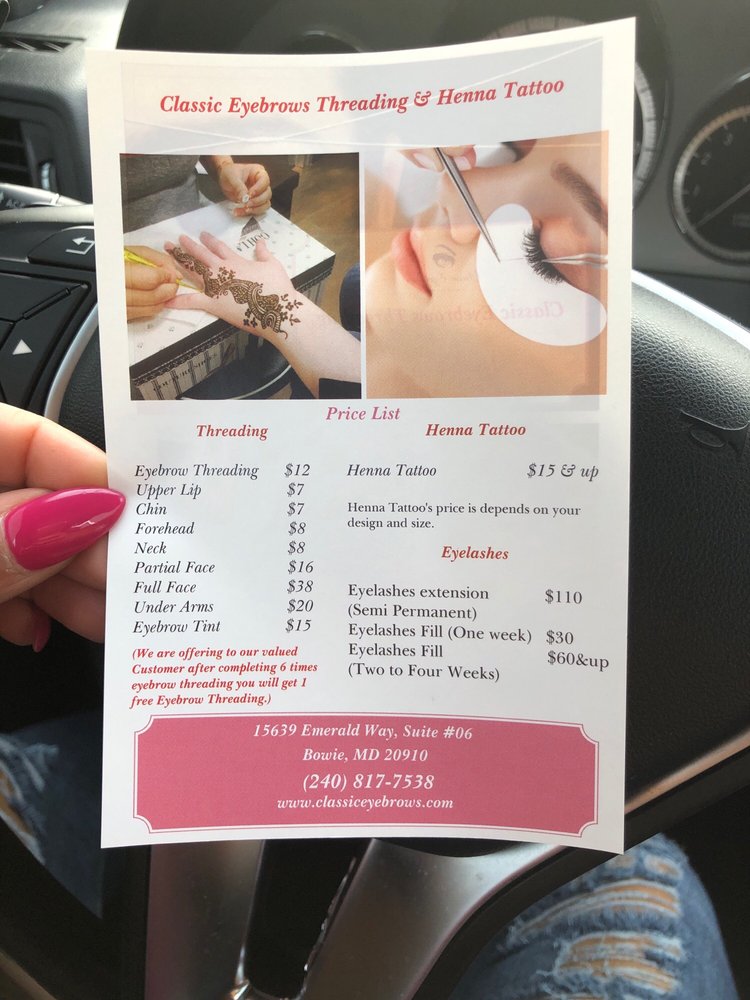 Classic Eyebrows Threading & Henna Tattoo
Price List
Threading
Eyebrow Threading $12
Upper Lip $7
Chin $7
Forehead $8
Neck $8
Partial Face $16
Full Face $38
Under Arms $20
Eyebrow Tint $15
(We are offering to our valued
Customer after completing 6 times
eyebrow threading you will get 1
free Eyebrow Threading.)
Henna Tattoo
Henna Tattoo $15 & up
Henna Tattoo's price is depends on your
design and size.
Eyelashes
Eyelashes extension $110
(Semi Permanent)
Eyelashes Fill (One week) $30
Eyelashes Fill $60&up
(Two to Four Weeks)
15639 Emerald Way, Suite #06
Bowie, MD 20910
(240) 817-7538
www.classiceyebrows.com